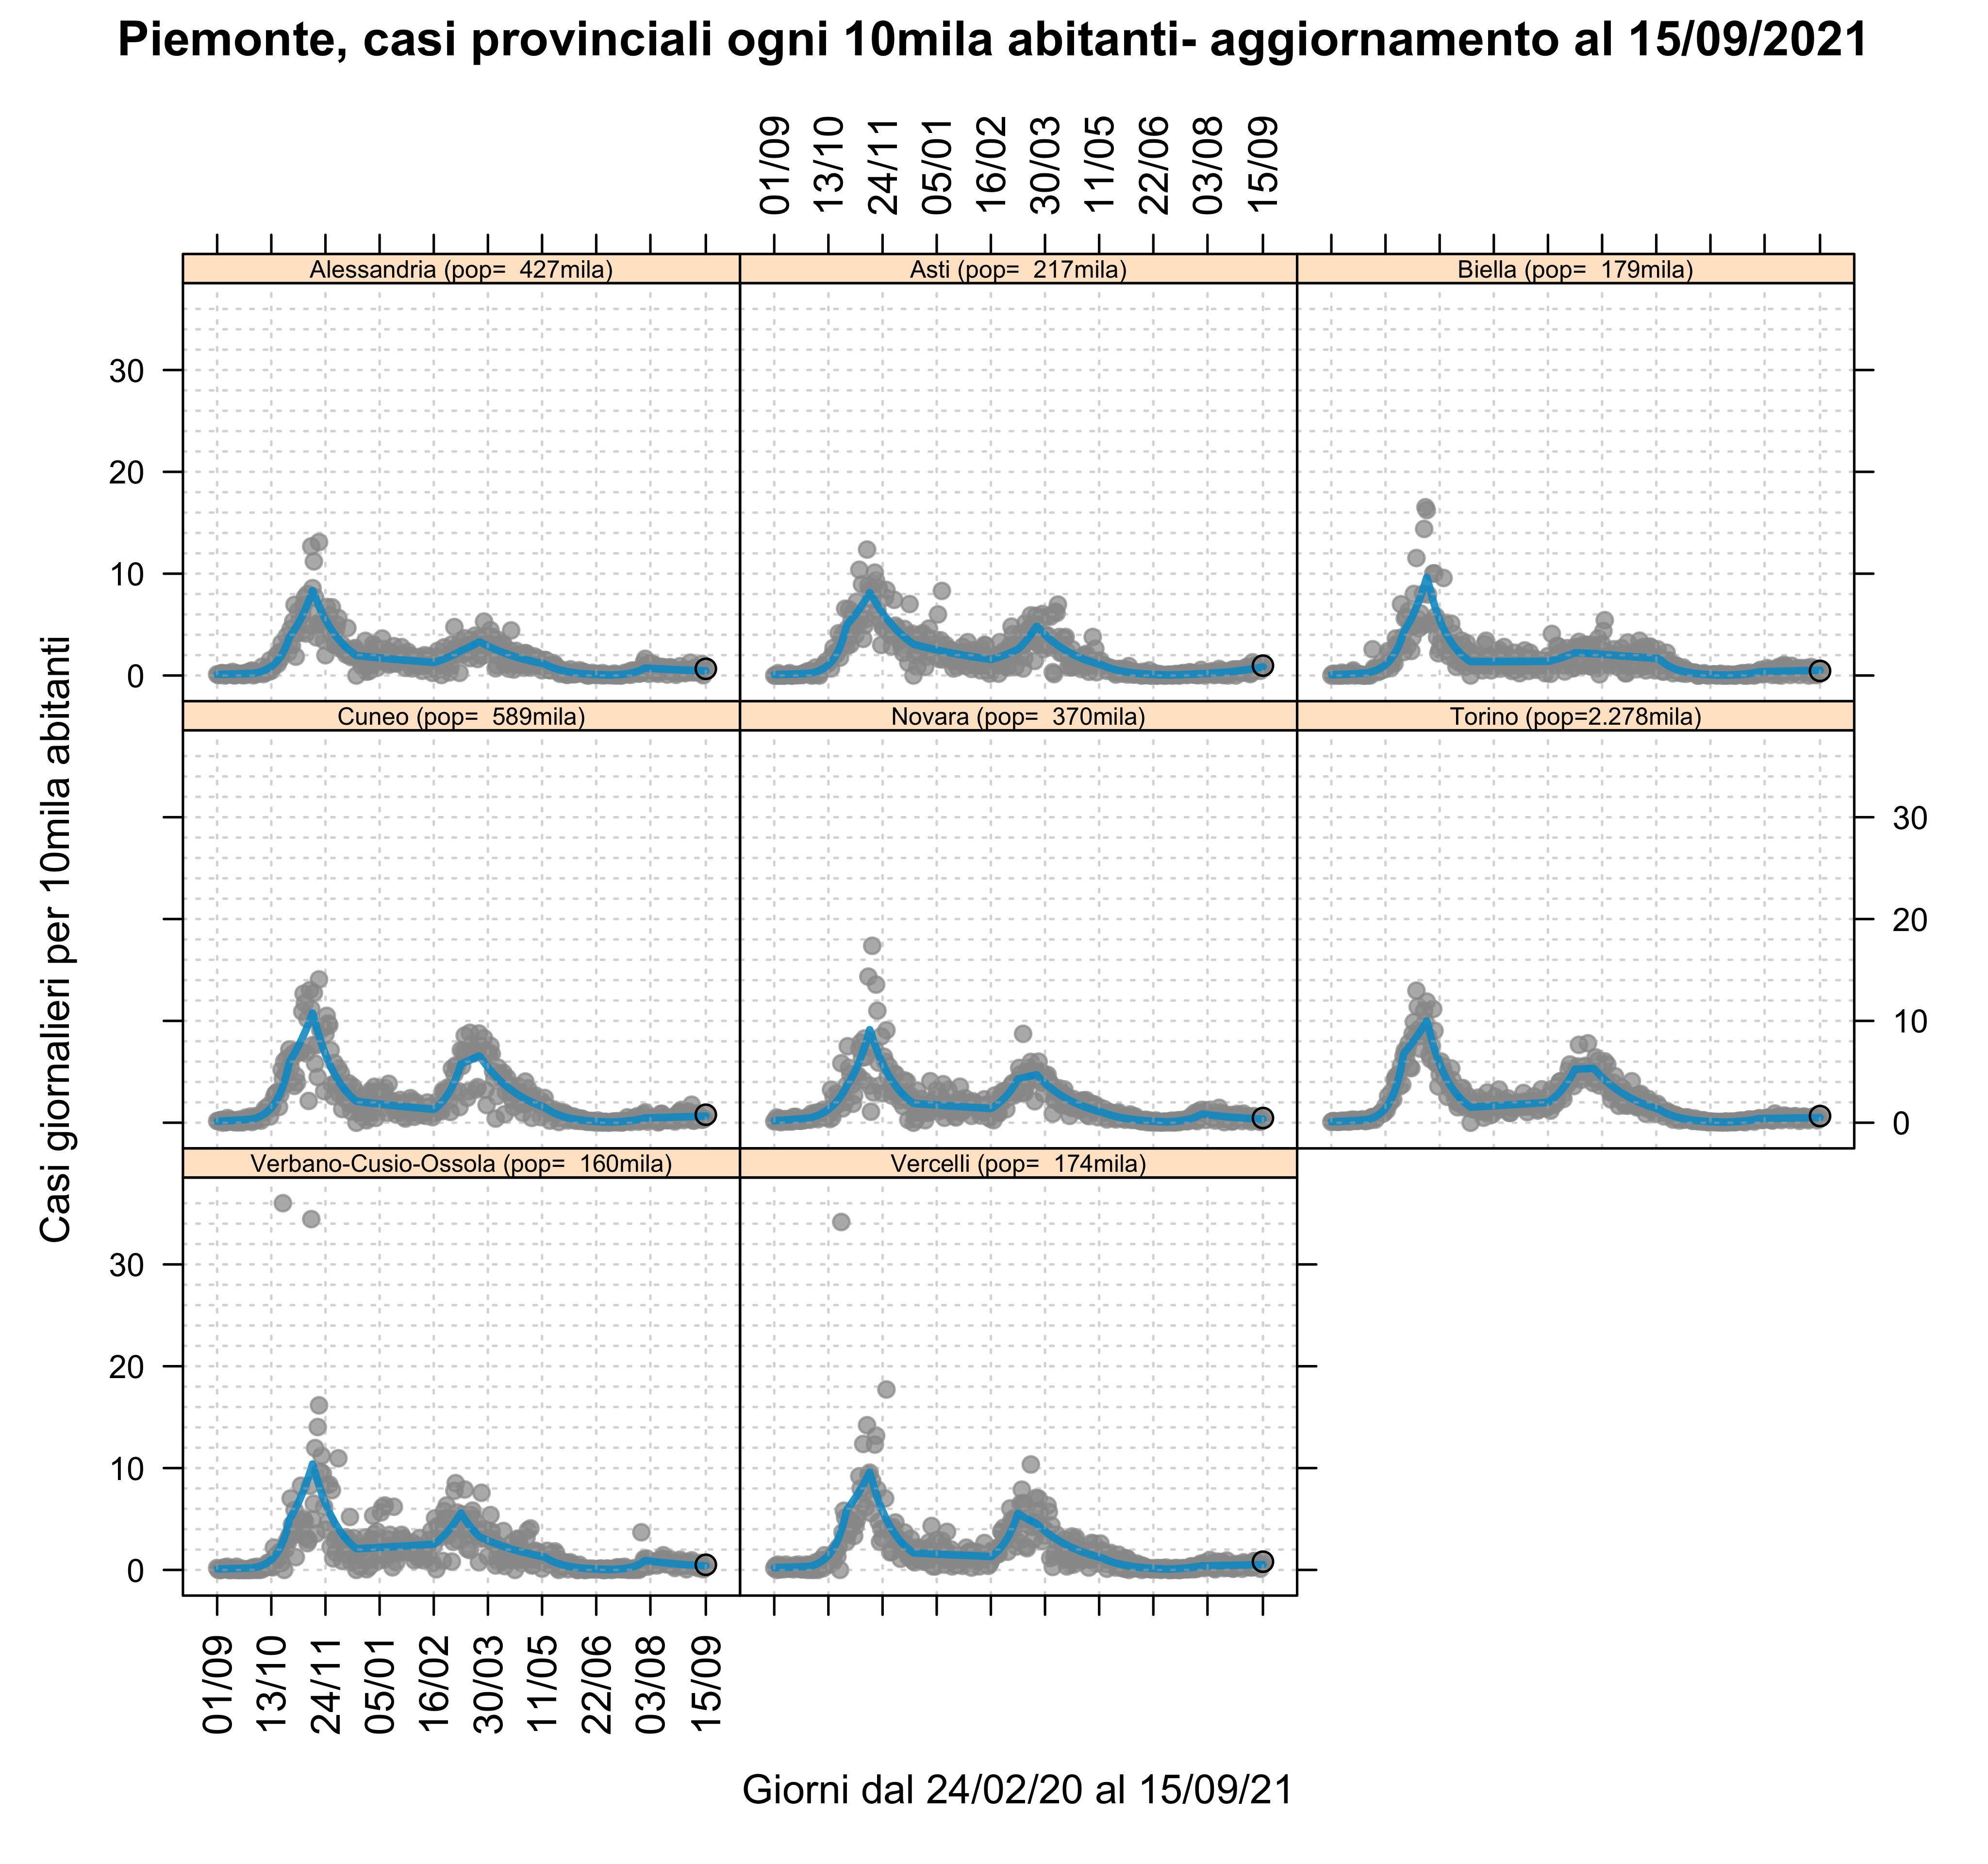 Piemonte, casi provinciali ogni 10mila abitanti- aggiornamento al 15/09/2021
01/09 13/10 24/11 05/01 16/02 30/03 11/05 22/06 03/08 15/09
Alessandria (pop=  427mila) Asti (pop=  217mila) Biella (pop=  179mila)
30
20
10
0
Cuneo (pop=  589mila) Novara (pop=  370mila) Torino (pop=2.278mila)
30
20
10
0
Verbano-Cusio-Ossola (pop=  160mila) Vercelli (pop=  174mila)
30
20
10
0
Casi giornalieri per 10mila abitanti
01/09 13/10 24/11 05/01 16/02 30/03 11/05 22/06 03/08 15/09
Giorni dal 24/02/20 al 15/09/21